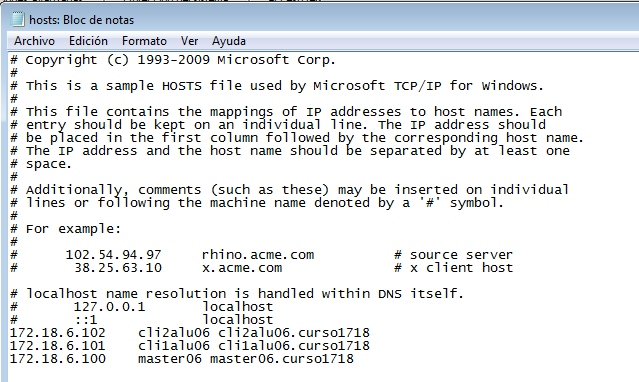 hosts: Bloc de notas
Archivo Edición Formato Ver Ayuda
# Copyright (c) 1993-2009 Microsoft Corp.
#
# This is a sample HOSTS file used by Microsoft TCP/IP for Windows.
#
# This file contains the mappings of IP addresses to host names. Each
# entry should be kept on an individual line. The IP address should
# be placed in the first column followed by the corresponding host name.
# The IP address and the host name should be separated by at least one
# space.
#
# Additionally, comments (such as these) may be inserted on individual
# lines or following the machine name denoted by a '#' symbol.
#
# For example:
#
#      102.54.94.97     rhino.acme.com          # source server
#       38.25.63.10     x.acme.com              # x client host

# localhost name resolution is handled within DNS itself.
#       127.0.0.1       localhost
#       ::1             localhost
172.18.6.102    cli2alu06 cli2alu06.curso1718
172.18.6.101    cli1alu06 cli1alu06.curso1718
172.18.6.100    master06 master06.curso1718